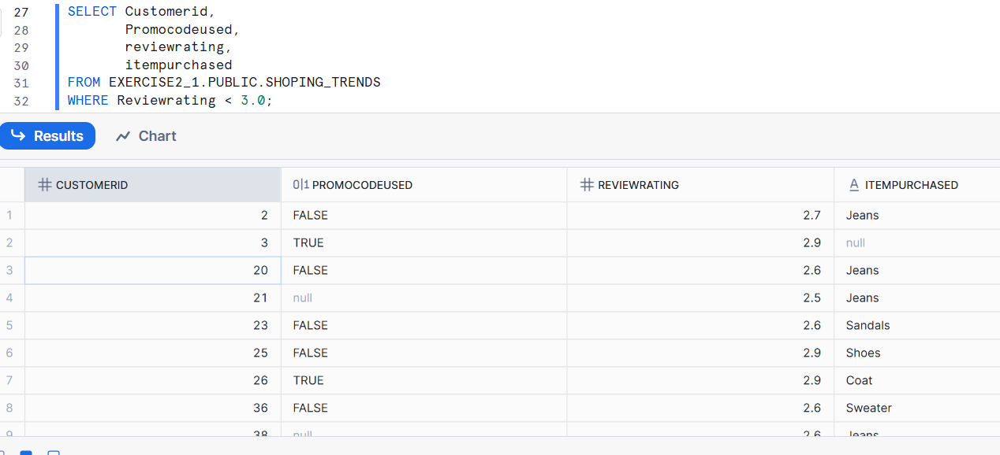 27 SELECT Customerid,
28 Promocodeused,
29 reviewrating,
30 itempurchased
31 FROM EXERCISE2_1.PUBLIC.SHOPING_TRENDS
32 WHERE Reviewrating < 3.0;
Results Chart
CUSTOMERID 0|1 PROMOCODEUSED REVIEWRATING A ITEMPURCHASED
1 2 FALSE 2.7 Jeans
2 3 TRUE 2.9 null
3 20 FALSE 2.6 Jeans
4 21 null 2.5 Jeans
5 23 FALSE 2.6 Sandals
6 25 FALSE 2.9 Shoes
7 26 TRUE 2.9 Coat
8 36 FALSE 2.6 Sweater
9 38 null 2.6 Jeans